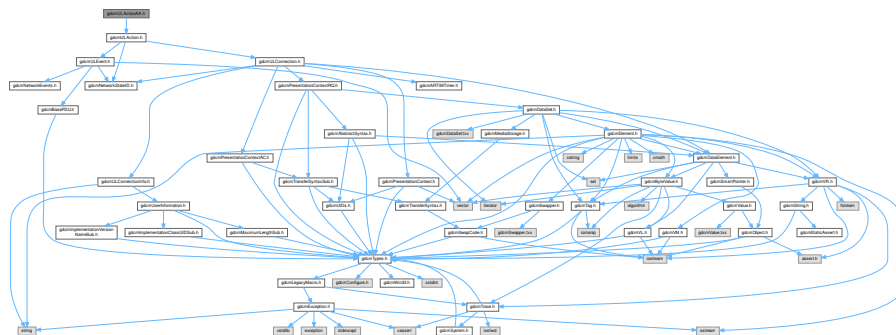 gdcmULActionAA.h
gdcmULAction.h
gdcmULEvent.h
gdcmULConnection.h
gdcmNetworkEvents.h
gdcmNetworkStateID.h
gdcmPresentationContextRQ.h
gdcmARTIMTimer.h
gdcmBasePDU.h
gdcmDataSet.h
gdcmAbstractSyntax.h
gdcmDataSet.txx
gdcmMediaStorage.h
gdcmElement.h
gdcmPresentationContextAC.h
cstring
limits
cmath
gdcmDataElement.h
gdcmULConnectionInfo.h
gdcmTransferSyntaxSub.h
gdcmPresentationContext.h
set
gdcmByteValue.h
gdcmSmartPointer.h
gdcmVR.h
gdcmUserInformation.h
gdcmUIDs.h
gdcmTransferSyntax.h
vector
iterator
gdcmSwapper.h
gdcmTag.h
algorithm
gdcmValue.h
gdcmString.h
fstream
gdcmImplementationVersion
NameSub.h
gdcmImplementationClassUIDSub.h
gdcmMaximumLengthSub.h
gdcmSwapCode.h
gdcmSwapper.txx
iomanip
gdcmVL.h
gdcmVM.h
gdcmValue.txx
gdcmObject.h
gdcmStaticAssert.h
gdcmTypes.h
iostream
assert.h
gdcmLegacyMacro.h
gdcmConfigure.h
gdcmWin32.h
cstdint
gdcmException.h
gdcmTrace.h
string
cstdlib
exception
stdexcept
cassert
gdcmSystem.h
ostream